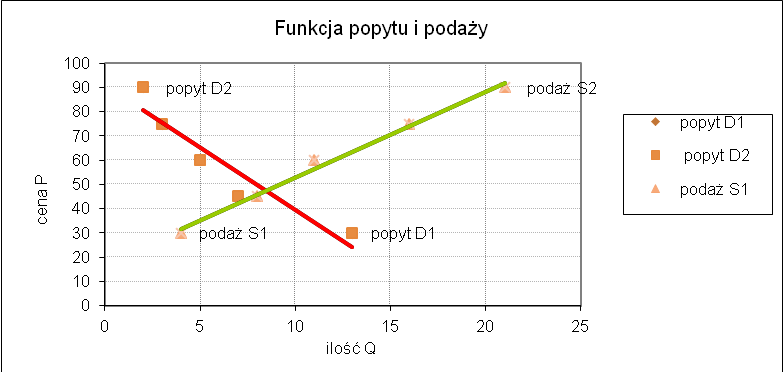 Funkcja popytu i podaży
100
90
80
70
60
50
40
30
20
10
0
cena P
popyt D2
podaż S2
podaż S1
popyt D1
0 5 10 15 20 25
ilość Q
popyt D1
popyt D2
podaż S1